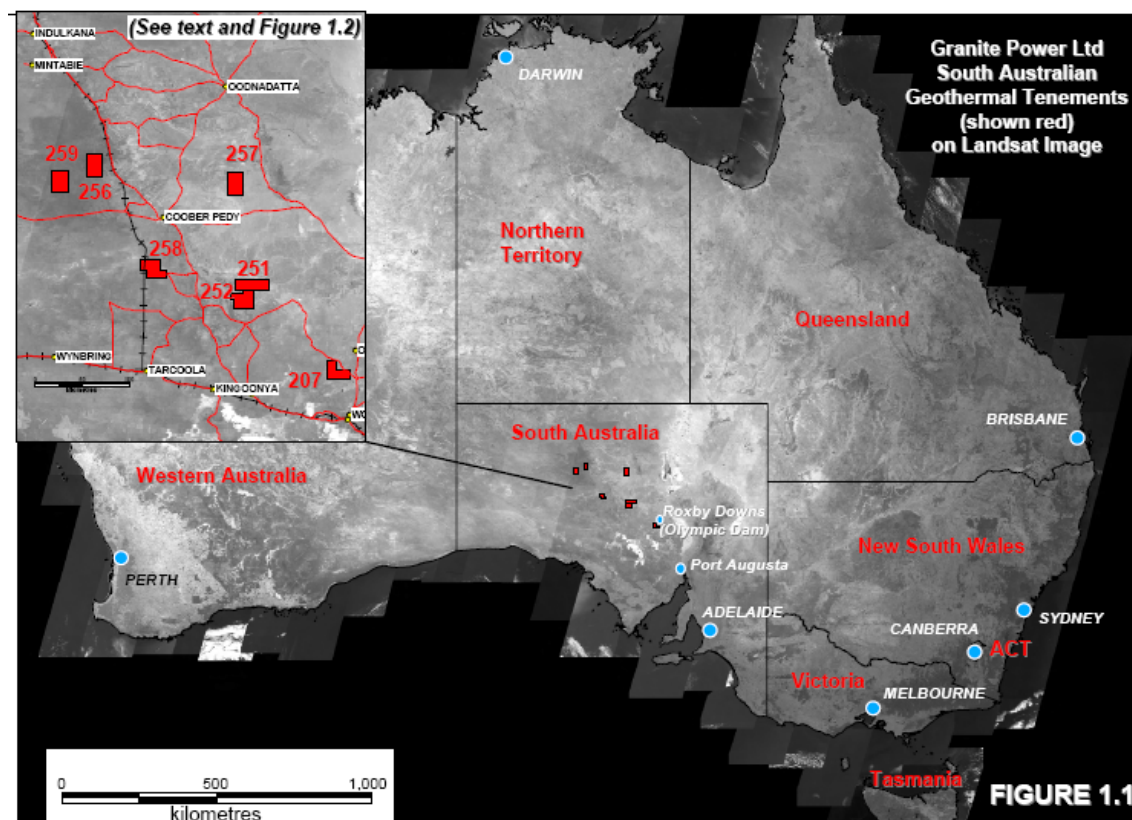 (See text and Figure 1.2)
INDULKANA
MINTABIE
OODNADATTA
259
256
257
COOBER PEDY
258
251
252
WYNBRING
TARCOOLA
207
KINGOONYA
Granite Power Ltd
South Australian
Geothermal Tenements
(shown red)
on Landsat Image
DARWIN
Northern
Territory
Queensland
BRISBANE
South Australia
Western Australia
Roxby Downs
(Olympic Dam)
New South Wales
PERTH
Port Augusta
ADELAIDE
SYDNEY
CANBERRA
ACT
Victoria
MELBOURNE
Tasmania
0 500 1,000
kilometres
FIGURE 1.1